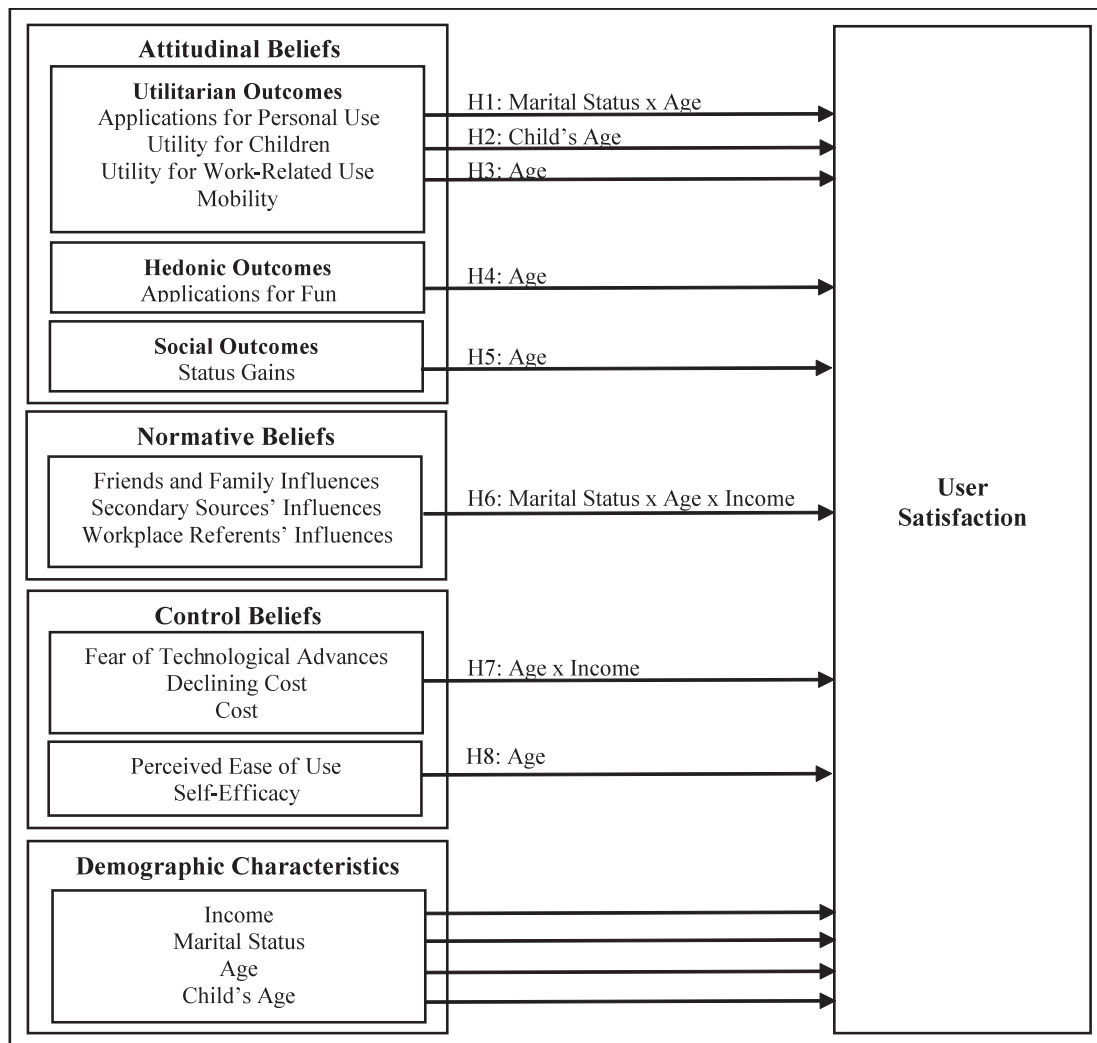 Attitudinal Beliefs
Utilitarian Outcomes
Applications for Personal Use
Utility for Children
Utility for Work-Related Use
Mobility
H1: Marital Status x Age
H2: Child's Age
H3: Age
Hedonic Outcomes
Applications for Fun
H4: Age
Social Outcomes
Status Gains
H5: Age
Normative Beliefs
Friends and Family Influences
Secondary Sources' Influences
Workplace Referents' Influences
H6: Marital Status x Age x Income
Control Beliefs
Fear of Technological Advances
Declining Cost
Cost
H7: Age x Income
Perceived Ease of Use
Self-Efficacy
H8: Age
Demographic Characteristics
Income
Marital Status
Age
Child's Age
User
Satisfaction